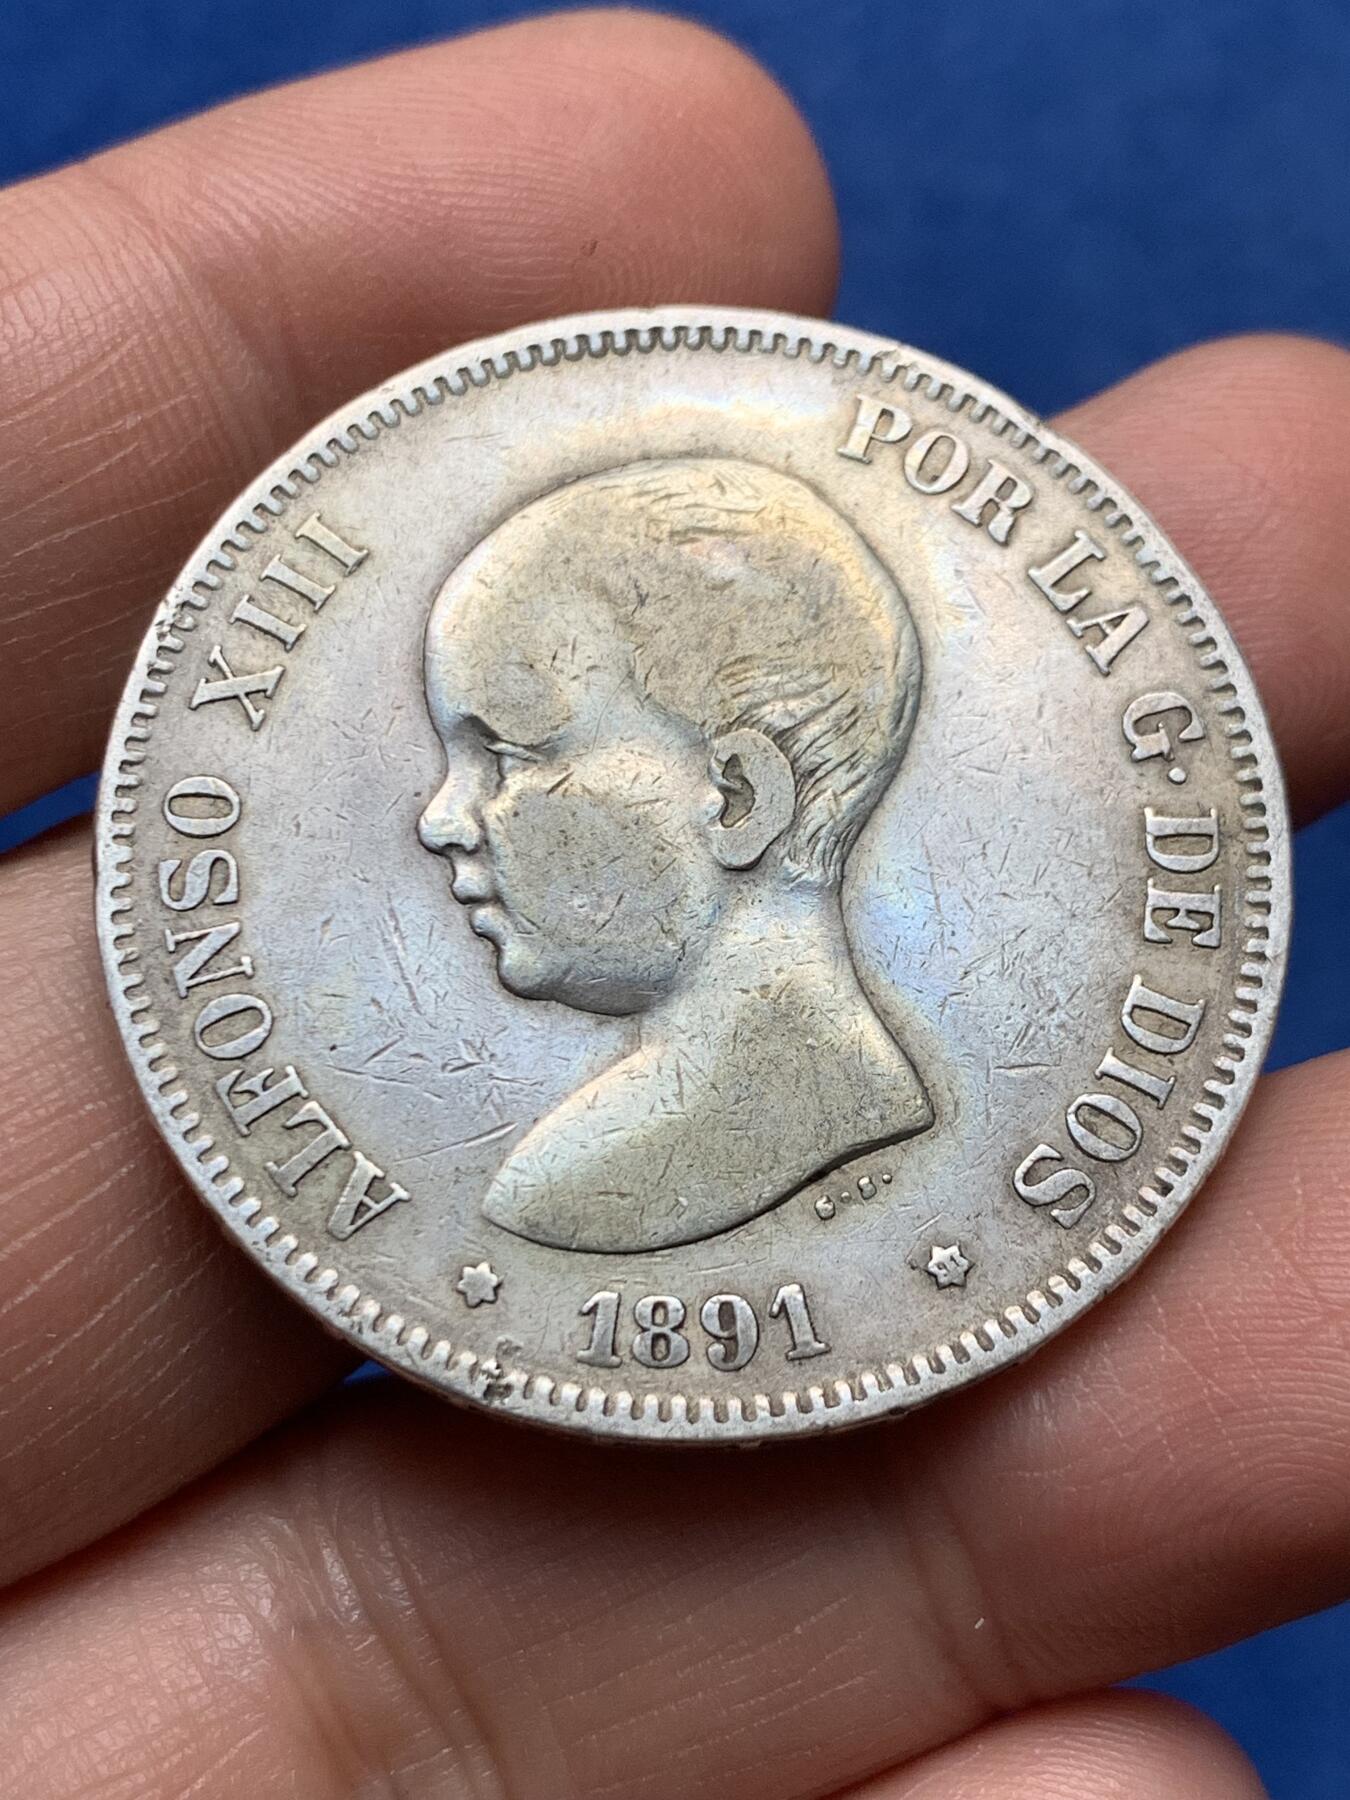 ALFONSO XIII
POR LA G. DE DIOS
G.S.
1891